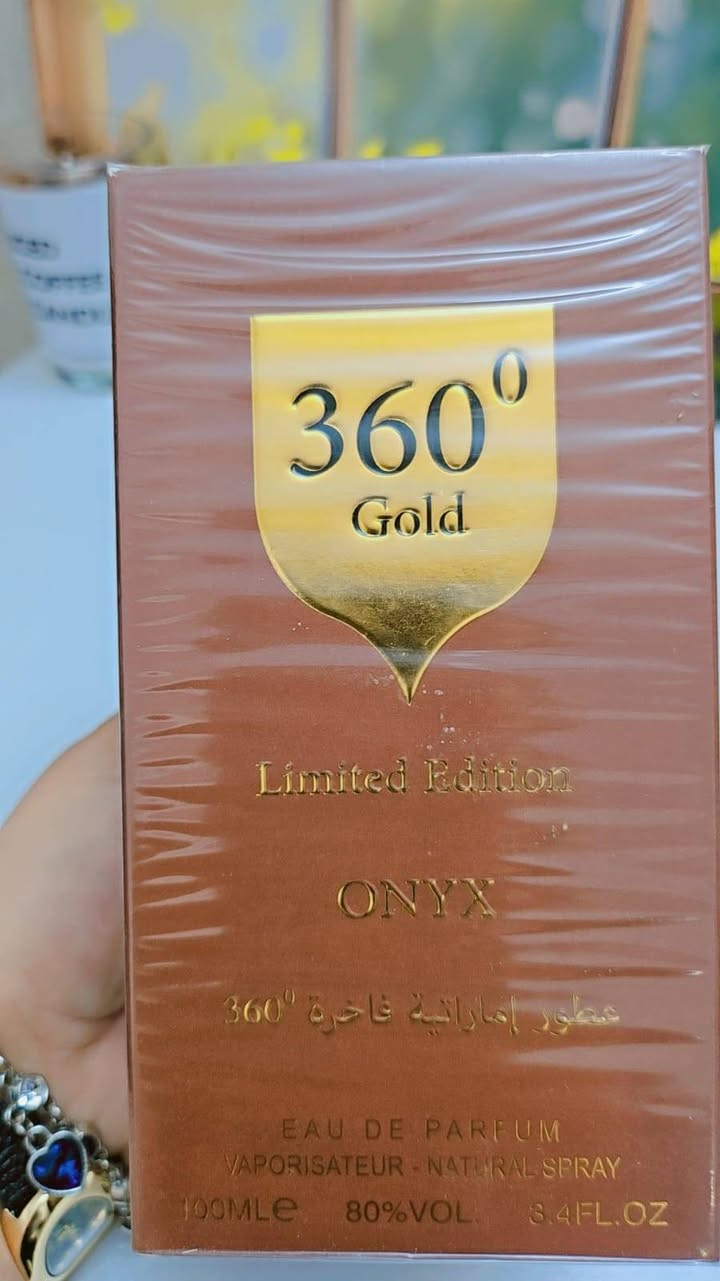 360⁰
Gold
Limited Edition
ONYX
عطور إماراتية فاخرة 360⁰
EAU DE PARFUM
VAPORISATEUR - NATURAL SPRAY
100MLe 80%VOL. 3.4FL.OZ